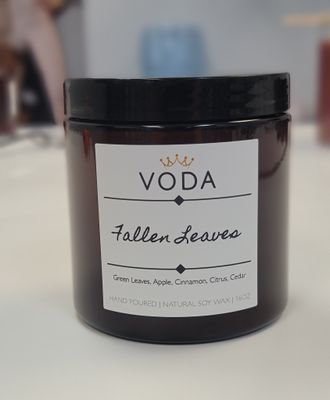 VODA
Fallen Leaves
Green Leaves, Apple, Cinnamon, Citrus, Cedar
HAND POURED | NATURAL SOY WAX | 16OZ